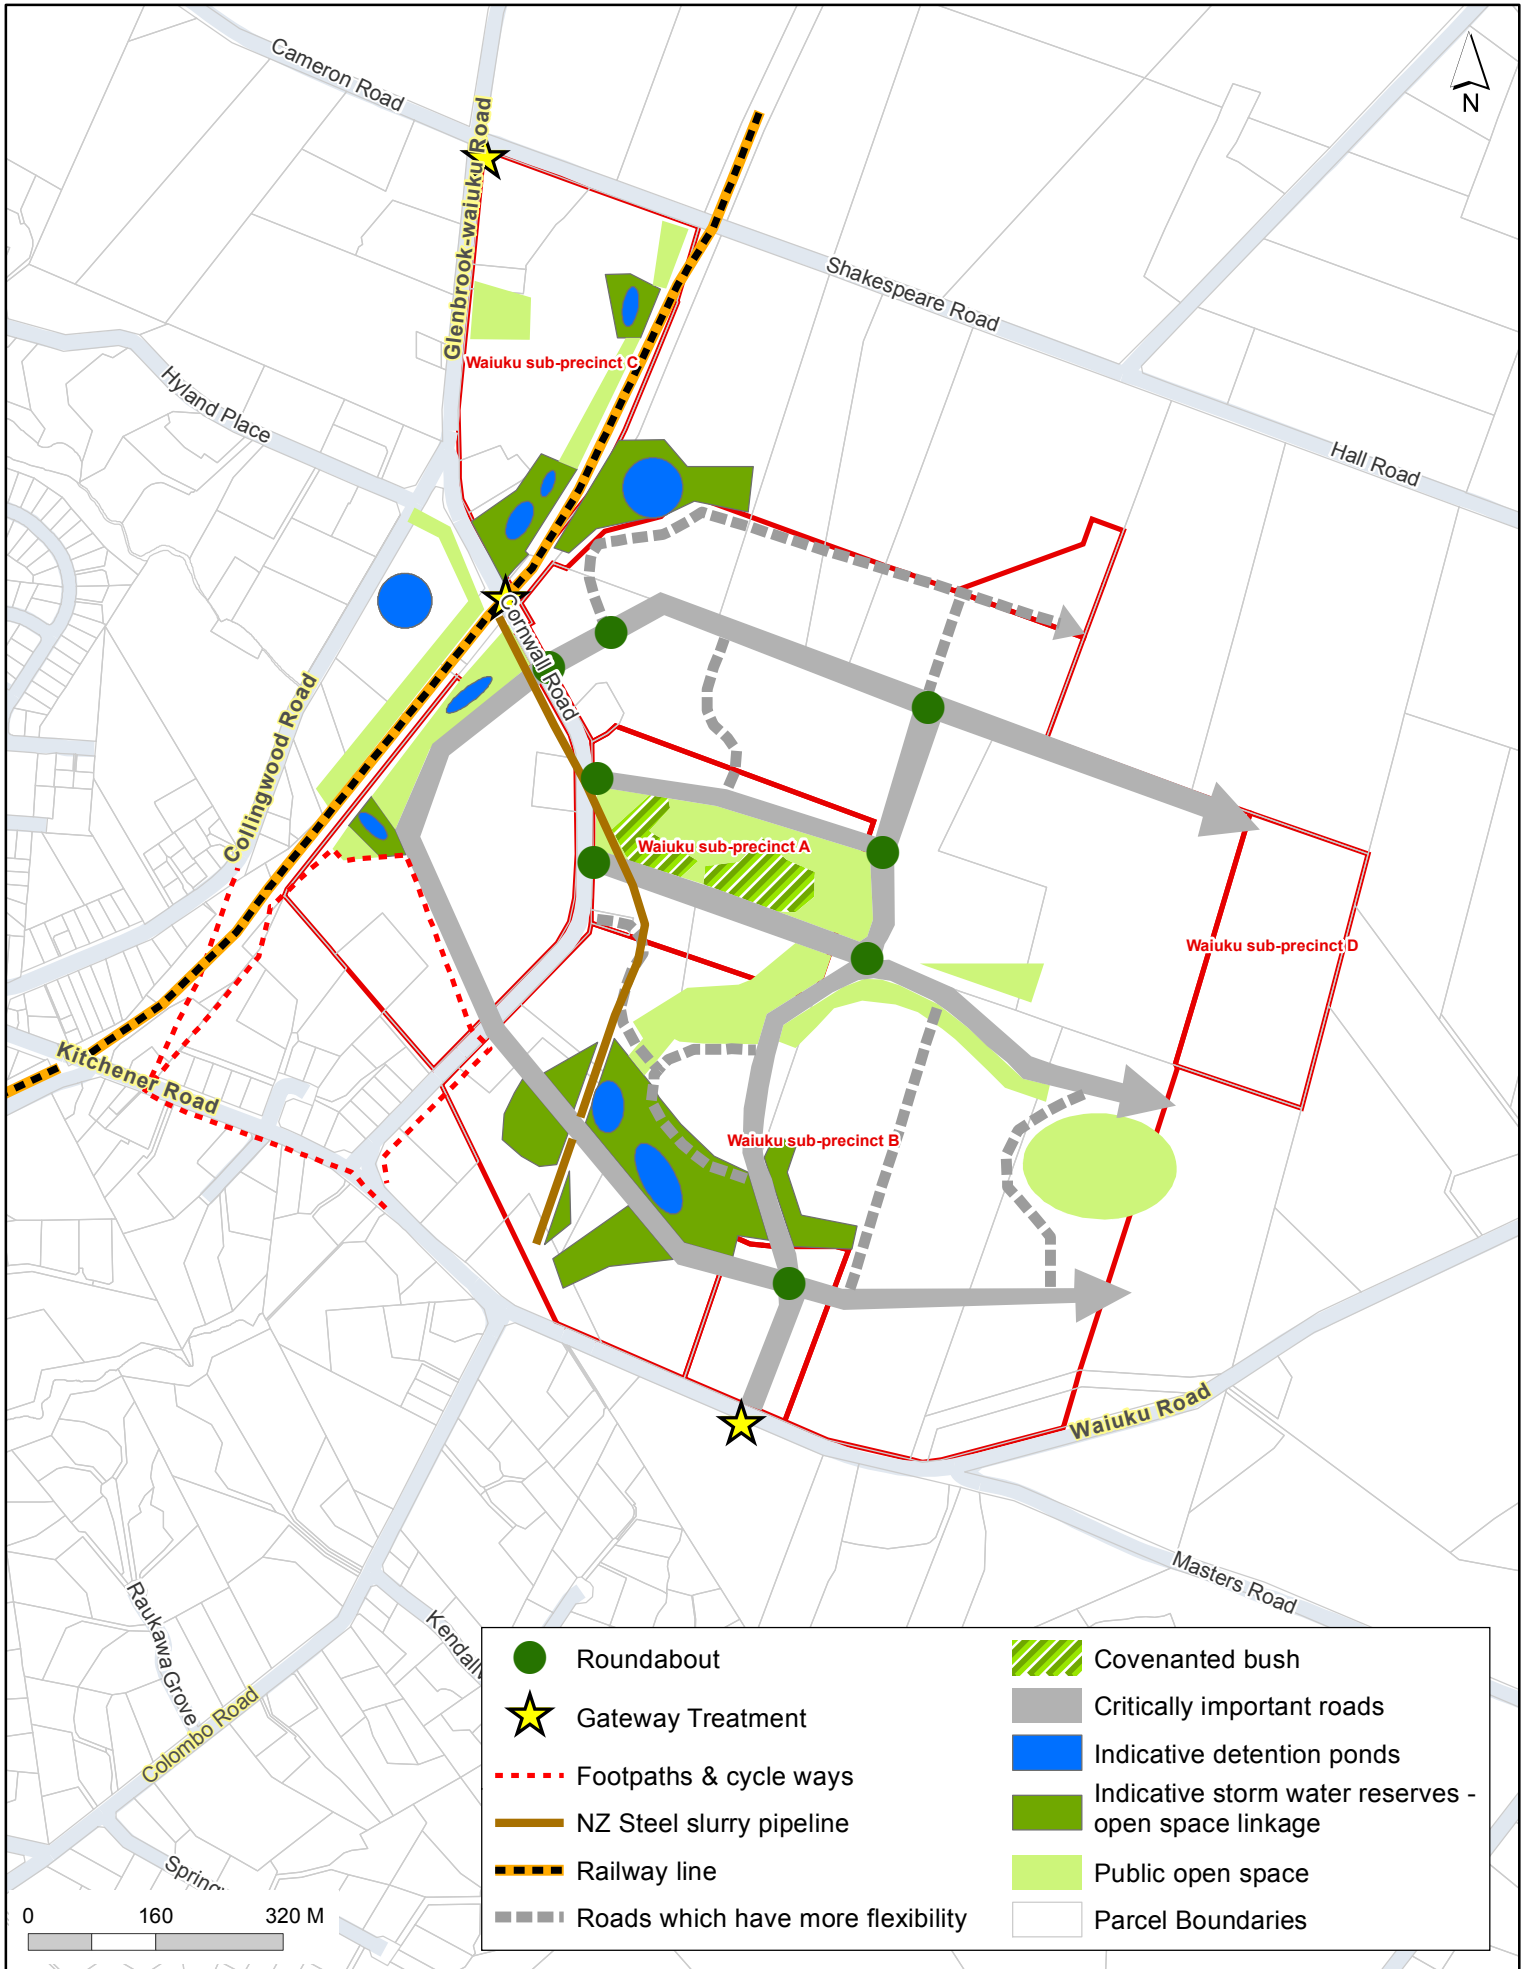 Cameron Road
N
Glenbrook-waiuku Road
Shakespeare Road
Waiuku sub-precinct C
Hyland Place
Hall Road
Cornwall Road
Collingwood Road
Waiuku sub-precinct A
Waiuku sub-precinct D
Kitchener Road
Waiuku sub-precinct B
Waiuku Road
Masters Road
Raukawa Grove
Colombo Road
Roundabout
Gateway Treatment
Footpaths & cycle ways
NZ Steel slurry pipeline
Railway line
Roads which have more flexibility
Covenanted bush
Critically important roads
Indicative detention ponds
Indicative storm water reserves -
open space linkage
Public open space
Parcel Boundaries
0 160 320 M